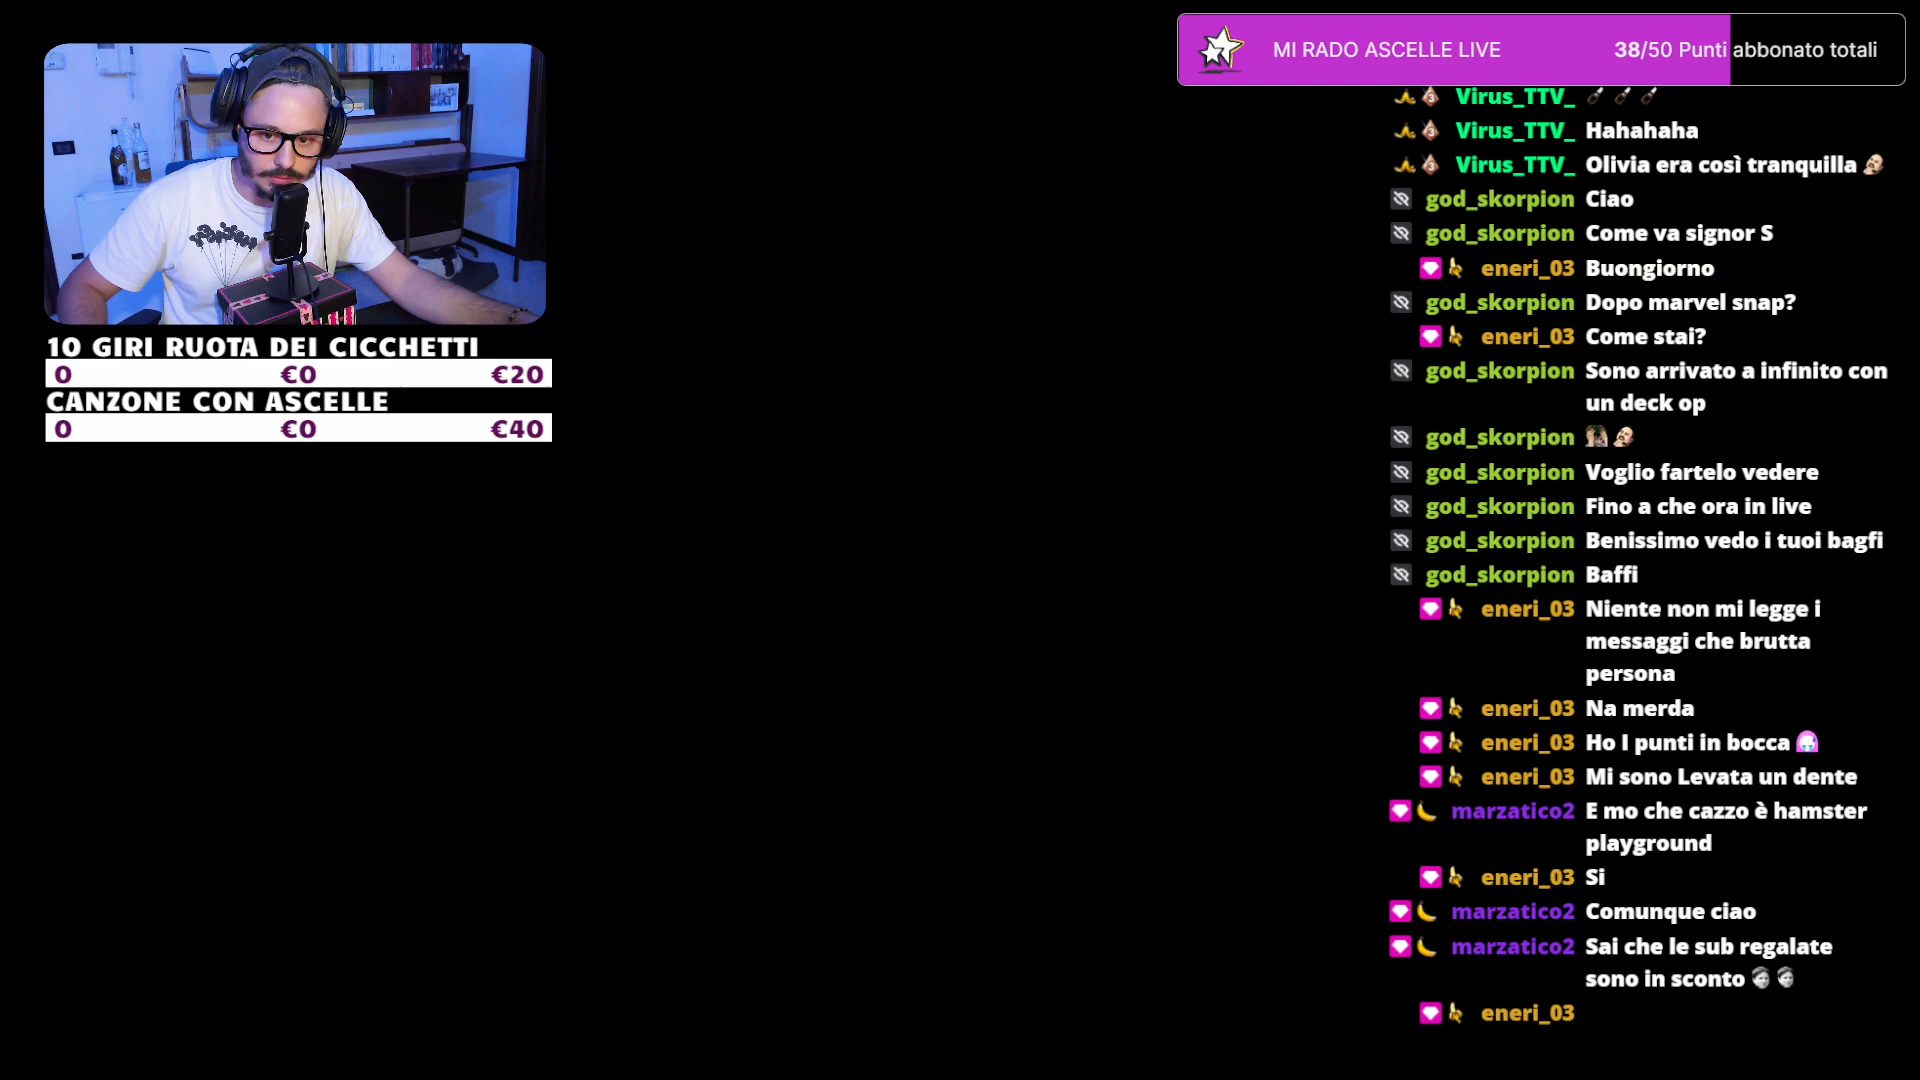 MI RADO ASCELLE LIVE 38/50 Punti abbonato totali
10 GIRI RUOTA DEI CICCHETTI
0 €0 €20
CANZONE CON ASCELLE
0 €0 €40
Virus_TTV_
Virus_TTV_ Hahahaha
Virus_TTV_ Olivia era così tranquilla
god_skorpion Ciao
god_skorpion Come va signor S
eneri_03 Buongiorno
god_skorpion Dopo marvel snap?
eneri_03 Come stai?
god_skorpion Sono arrivato a infinito con
un deck op
god_skorpion
god_skorpion Voglio fartelo vedere
god_skorpion Fino a che ora in live
god_skorpion Benissimo vedo i tuoi bagfi
god_skorpion Baffi
eneri_03 Niente non mi legge i
messaggi che brutta
persona
eneri_03 Na merda
eneri_03 Ho I punti in bocca
eneri_03 Mi sono Levata un dente
marzatico2 E mo che cazzo è hamster
playground
eneri_03 Si
marzatico2 Comunque ciao
marzatico2 Sai che le sub regalate
sono in sconto
eneri_03